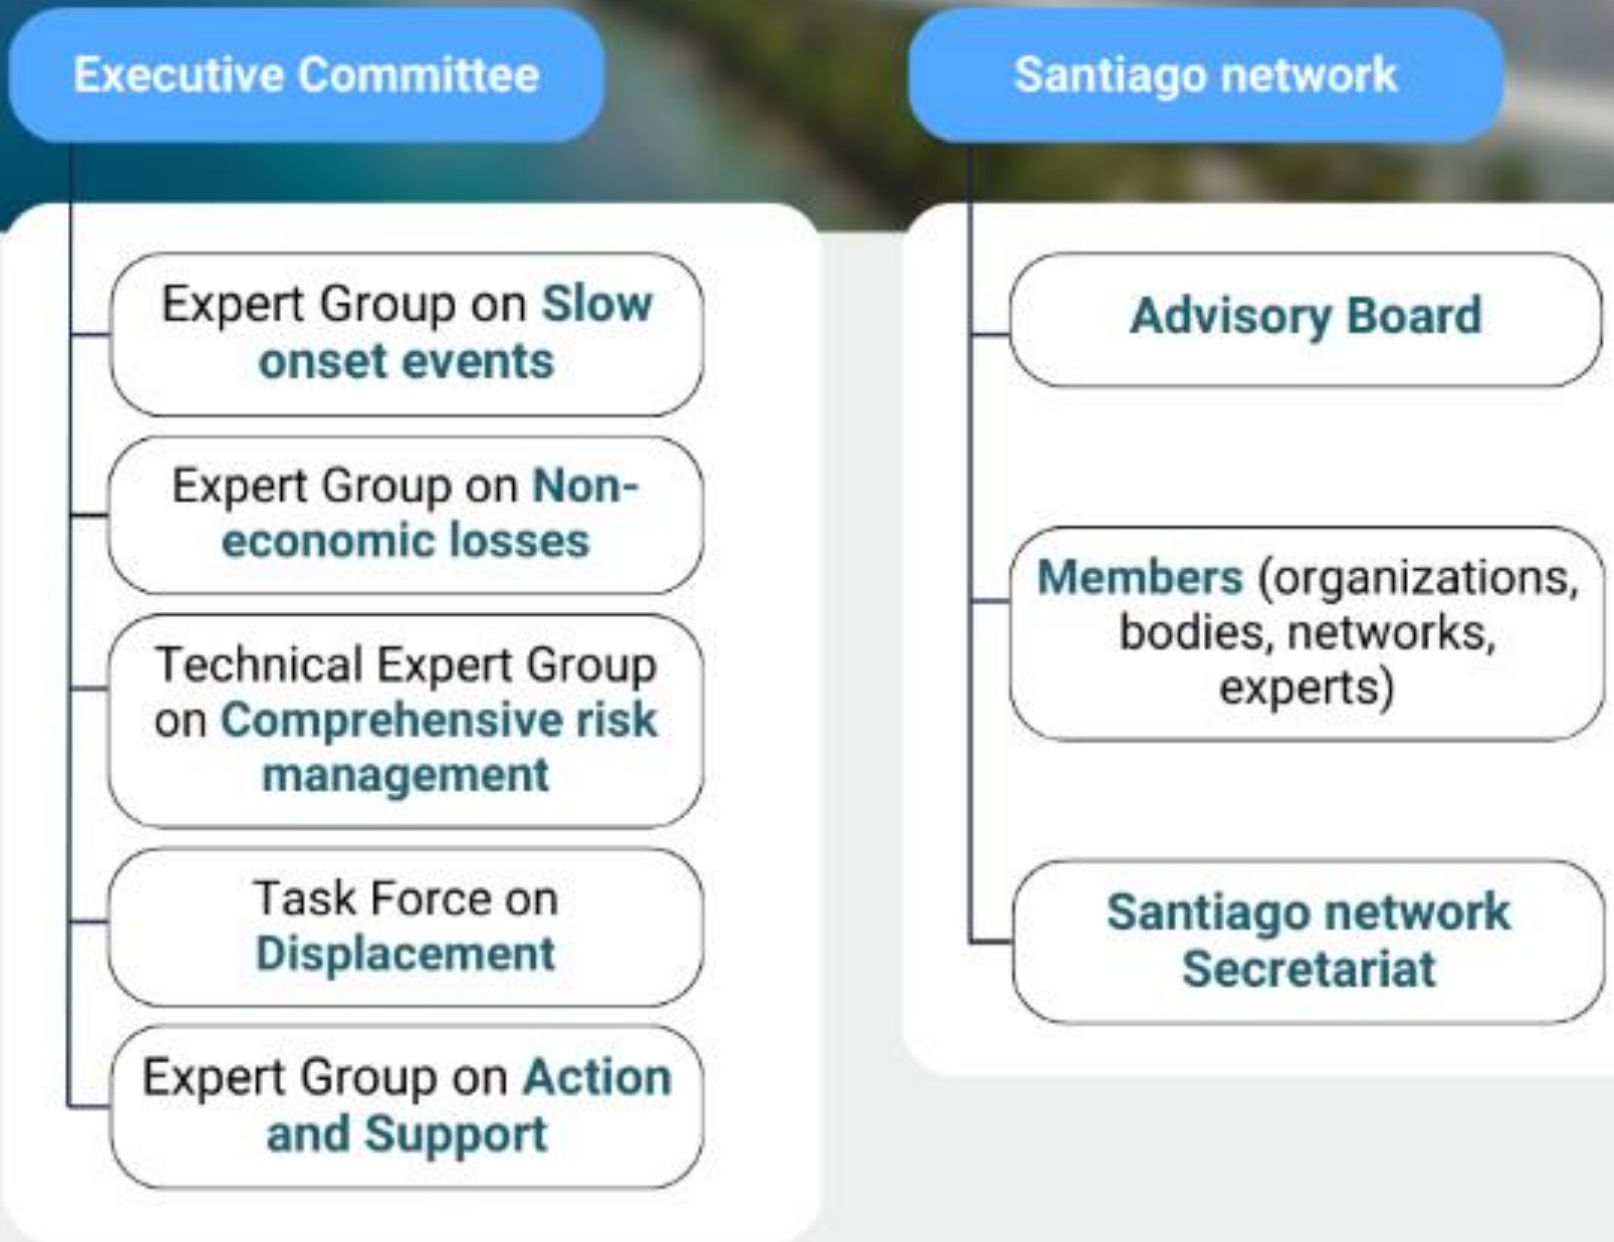 Executive Committee
Expert Group on Slow
onset events
Expert Group on Non-
economic losses
Technical Expert Group
on Comprehensive risk
management
Task Force on
Displacement
Expert Group on Action
and Support
Santiago network
Advisory Board
Members (organizations,
bodies, networks,
experts)
Santiago network
Secretariat